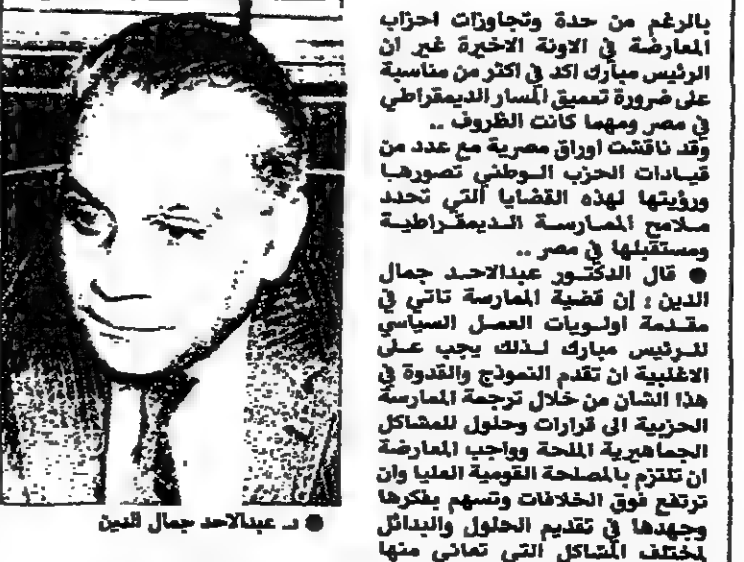 بالرغم من حدة وتجاوزات احزاب
المعارضة في الاونة الاخيرة غير ان
الرئيس مبارك اكد في اكثر من مناسبة
على ضرورة تعميق المسار الديمقراطي
في مصر ومهما كانت الظروف ..
وقد ناقشت اوراق مصرية مع عدد من
قيادات الحزب الوطني تصورها
ورؤيتها لهذه القضايا التي تحدد
ملامح الممارسة الديمقراطية
ومستقبلها في مصر ..
● قال الدكتور عبدالاحد جمال
الدين : إن قضية الممارسة تاتي في
مقدمة اولويات العمل السياسي
للرئيس مبارك لذلك يجب على
الاغلبية ان تقدم النموذج والقدوة في
هذا الشان من خلال ترجمة الممارسة
الحزبية الى قرارات وحلول للمشاكل
الجماهيرية الملحة وواجب المعارضة
ان تلتزم بالمصلحة القومية العليا وان
ترتفع فوق الخلافات وتسهم بفكرها
وجهدها في تقديم الحلول والبدائل
لمختلف المشاكل التي تعاني منها
● د. عبدالاحد جمال الدين